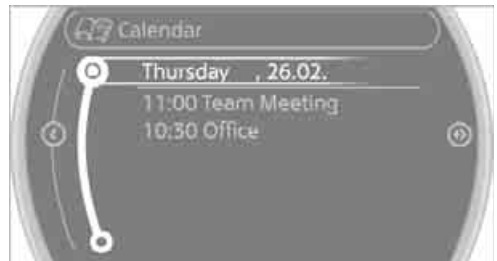 Calendar
Thursday , 26.02.
11:00 Team Meeting
10:30 Office